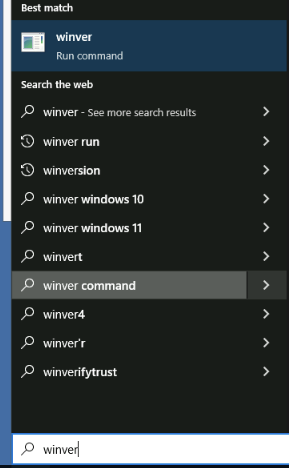 Best match
winver
Run command
Search the web
winver - See more search results
winver run
winversion
winver windows 10
winver windows 11
winvert
winver command
winver4
winver'r
winverifytrust
winver